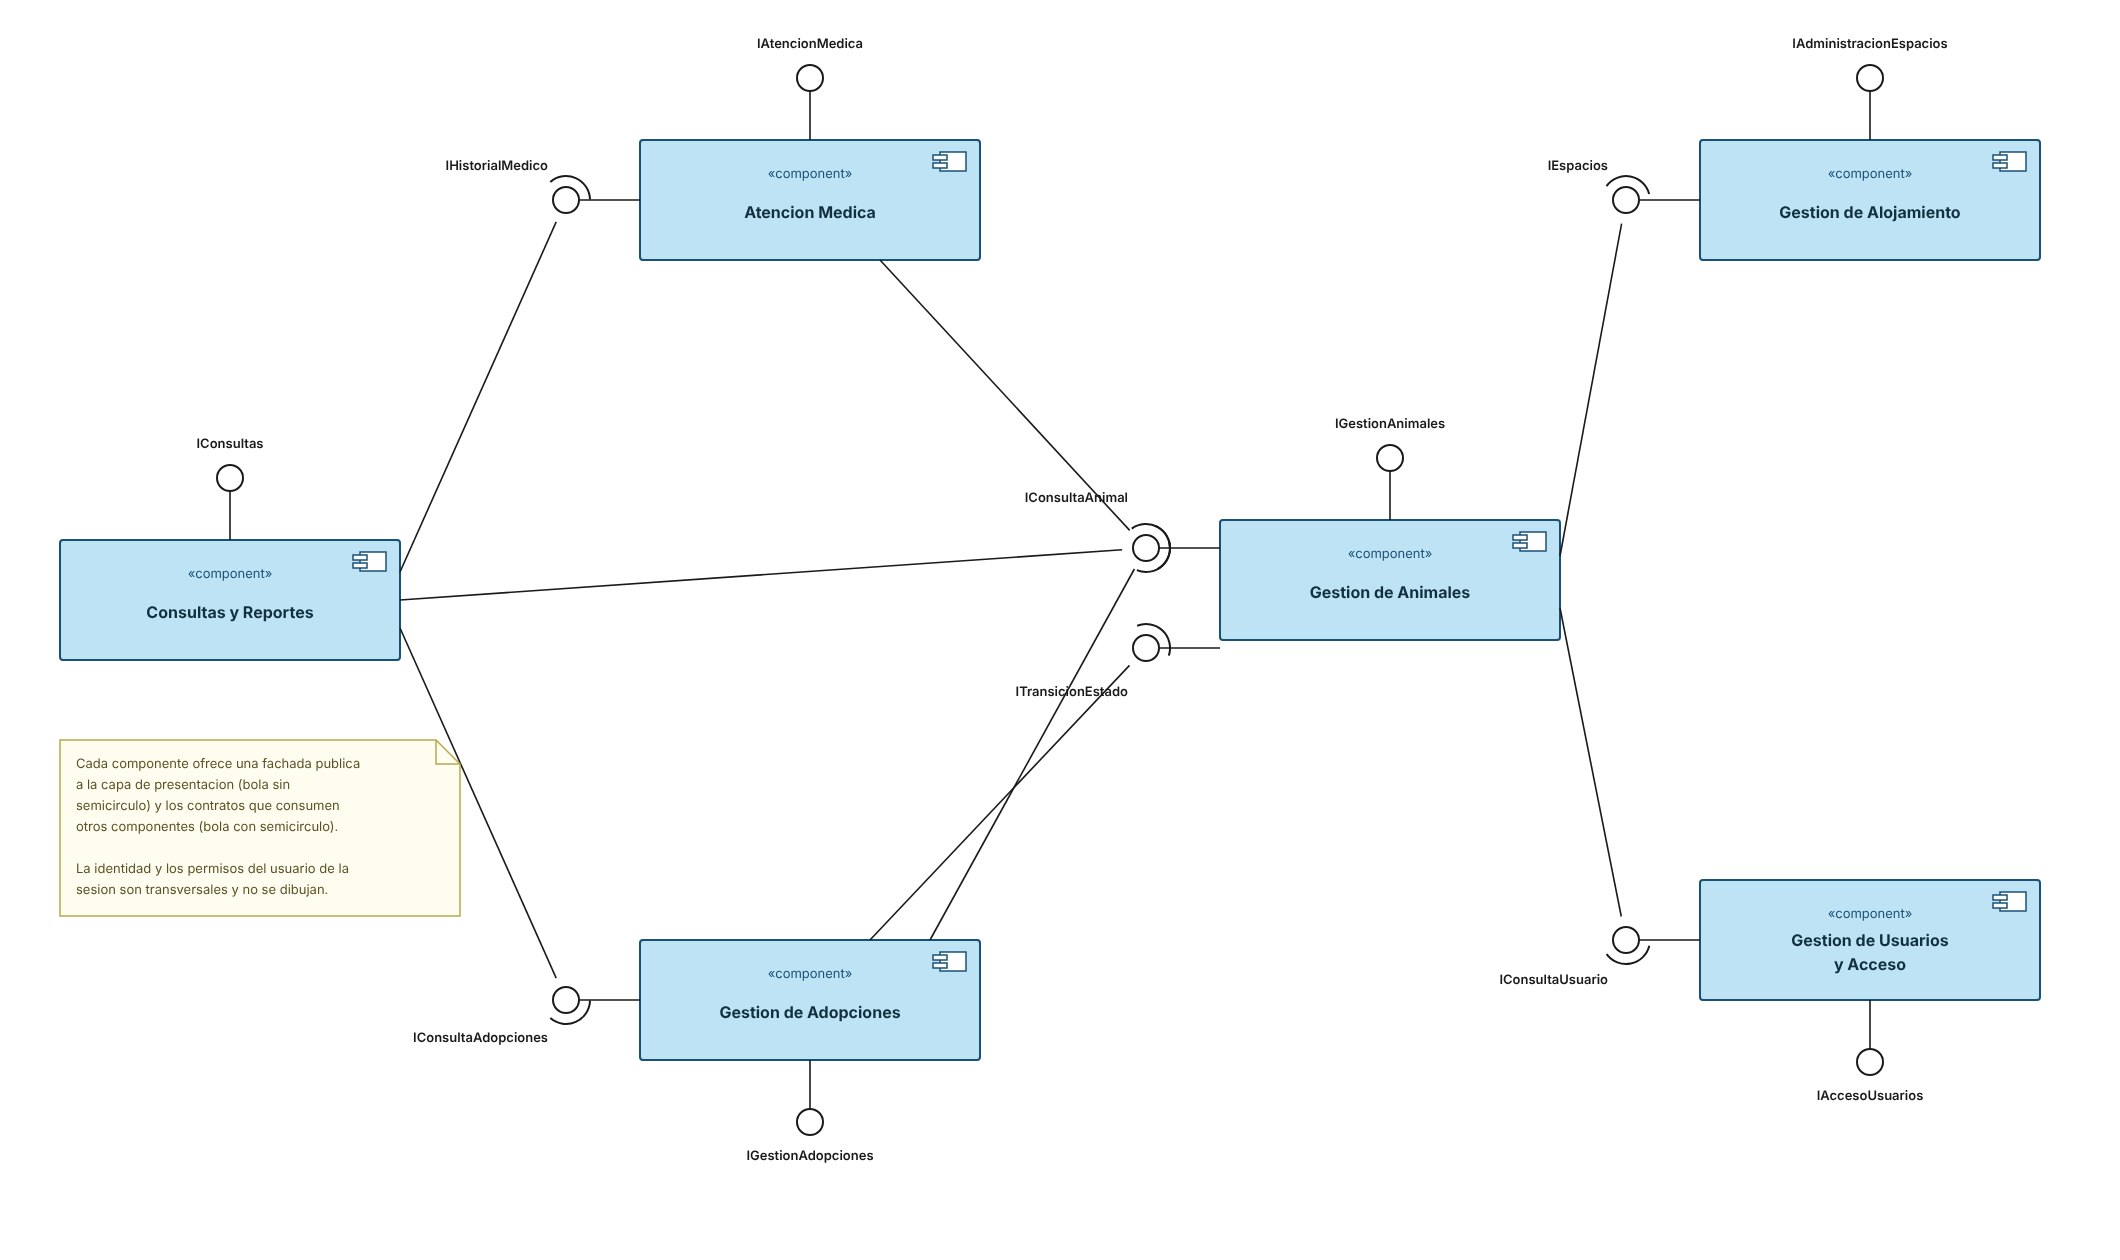 IAtencionMedica
IAdministracionEspacios
IHistorialMedico
«component»
Atencion Medica
IEspacios
«component»
Gestion de Alojamiento
IConsultas
IGestionAnimales
IConsultaAnimal
«component»
Consultas y Reportes
«component»
Gestion de Animales
ITransicionEstado
Cada componente ofrece una fachada publica
a la capa de presentacion (bola sin
semicirculo) y los contratos que consumen
otros componentes (bola con semicirculo).
La identidad y los permisos del usuario de la
sesion son transversales y no se dibujan.
«component»
Gestion de Usuarios
y Acceso
IConsultaUsuario
«component»
Gestion de Adopciones
IConsultaAdopciones
IAccesoUsuarios
IGestionAdopciones